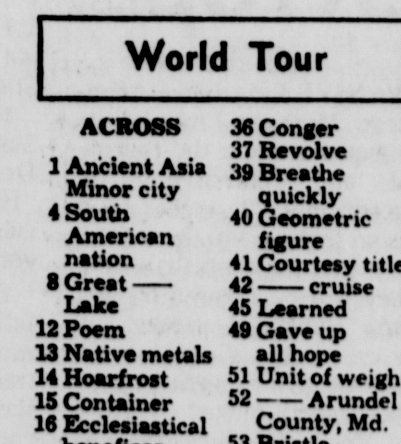 World Tour
ACROSS
1 Ancient Asia
Minor city
4 South
American
nation
8 Great —
Lake
12 Poem
13 Native metals
14 Hoarfrost
15 Container
16 Ecclesiastical
36 Conger
37 Revolve
39 Breathe
quickly
40 Geometric
figure
41 Courtesy title
42 — cruise
45 Learned
49 Gave up
all hope
51 Unit of weigh
52 — Arundel
County, Md.
53 Bristle